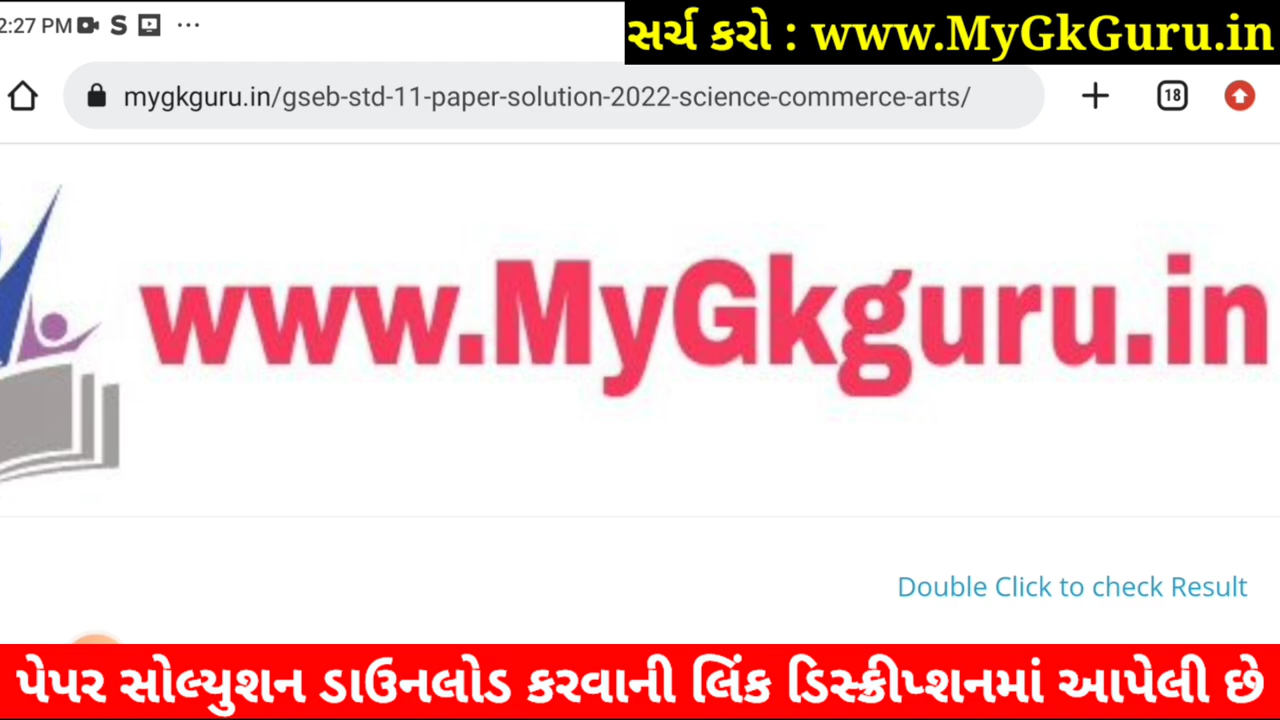 2:27 PM S ...
સર્ચ કરો : www.MyGkGuru.in
mygkguru.in/gseb-std-11-paper-solution-2022-science-commerce-arts/
18
www.MyGkguru.in
Double Click to check Result
પેપર સોલ્યુશન ડાઉનલોડ કરવાની લિંક ડિસ્ક્રીપ્શનમાં આપેલી છે